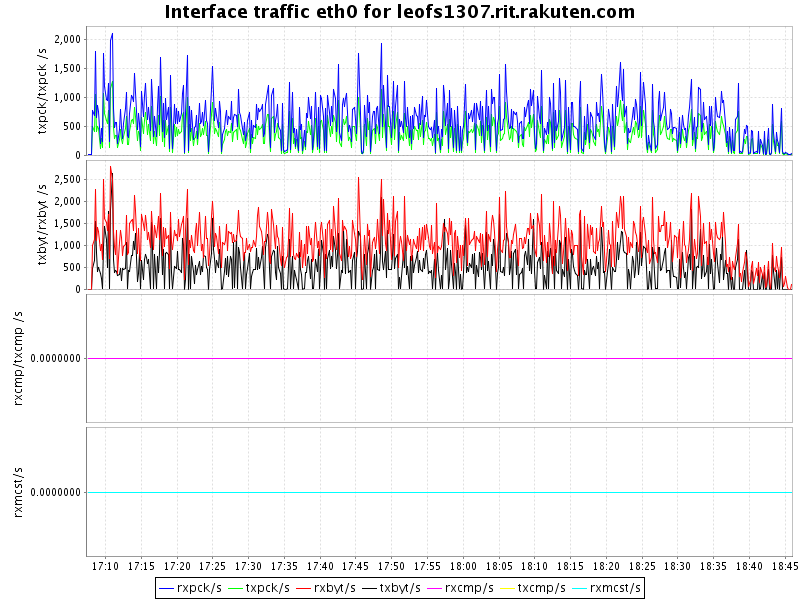 Interface traffic eth0 for leofs1307.rit.rakuten.com
txpck/txpck /s
2,000
1,500
1,000
500
0
txbyt/rxbyt /s
2,500
2,000
1,500
1,000
500
0
rxcmp/txcmp /s
0.0000000
rxmcst/s
0.0000000
17:10 17:15 17:20 17:25 17:30 17:35 17:40 17:45 17:50 17:55 18:00 18:05 18:10 18:15 18:20 18:25 18:30 18:35 18:40 18:45
rxpck/s txpck/s rxbyt/s txbyt/s rxcmp/s txcmp/s rxmcst/s